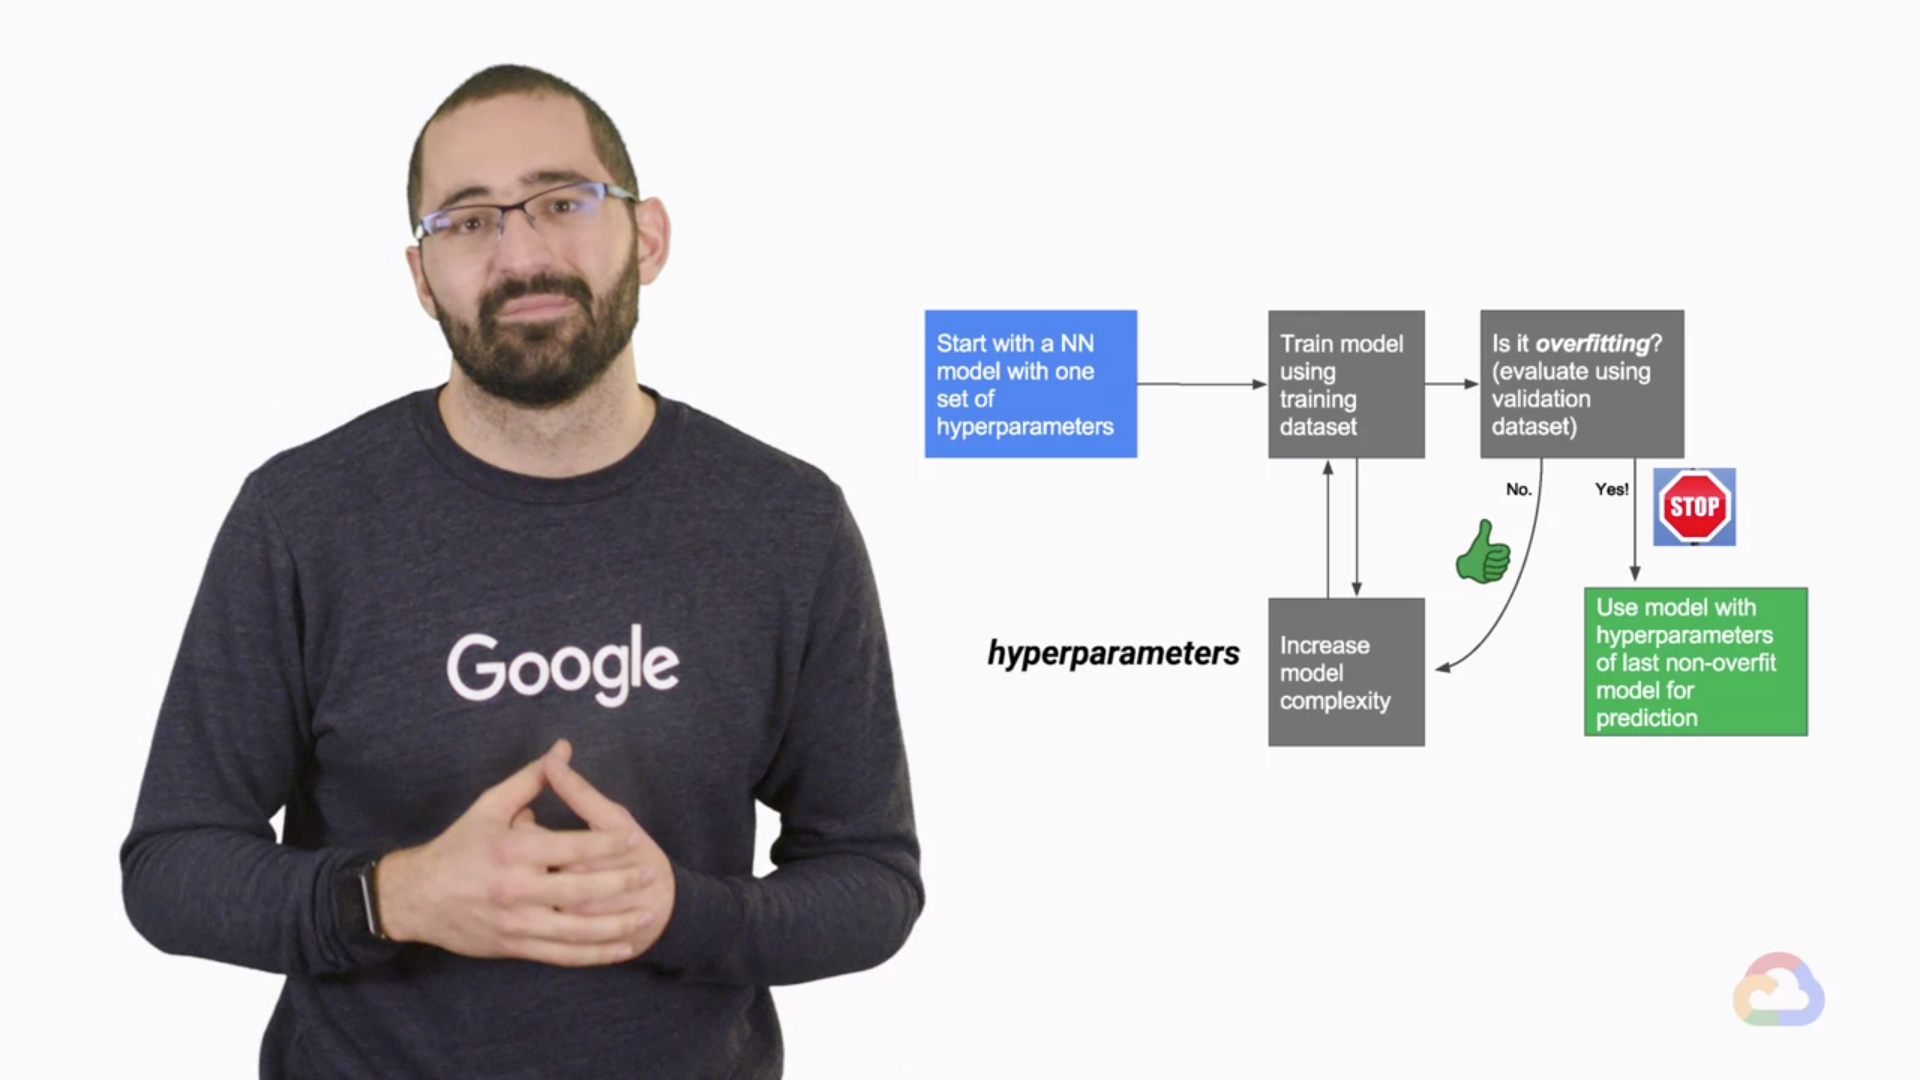 Google
Start with a NN
model with one
set of
hyperparameters
Train model
using
training
dataset
Is it overfitting?
(evaluate using
validation
dataset)
No.
Yes!
STOP
hyperparameters
Increase
model
complexity
Use model with
hyperparameters
of last non-overfit
model for
prediction